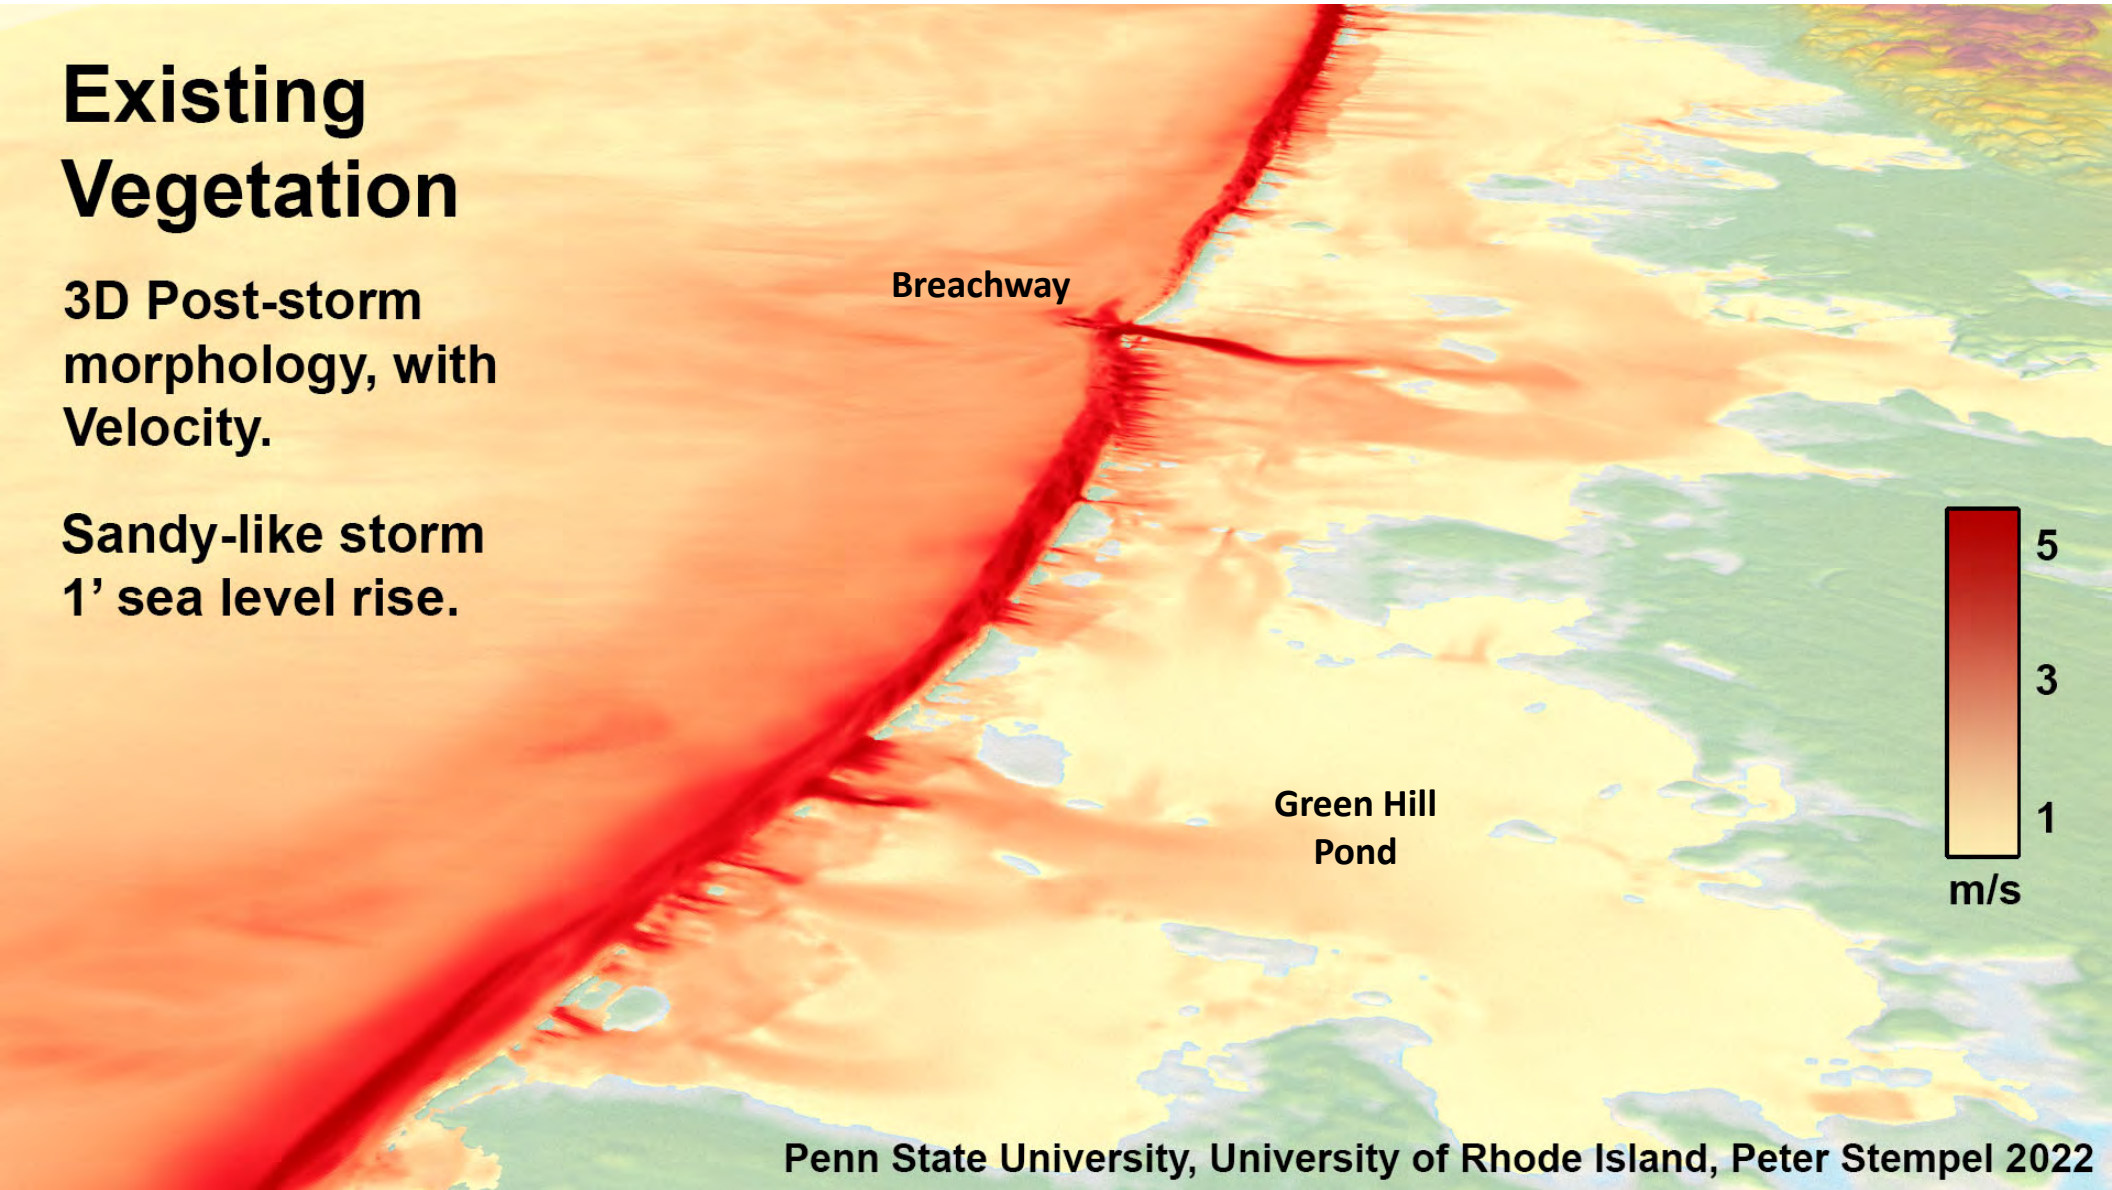 Existing
Vegetation
3D Post-storm
morphology, with
Velocity.
Sandy-like storm
1’ sea level rise.
Breachway
Green Hill
Pond
5
3
1
m/s
Penn State University, University of Rhode Island, Peter Stempel 2022